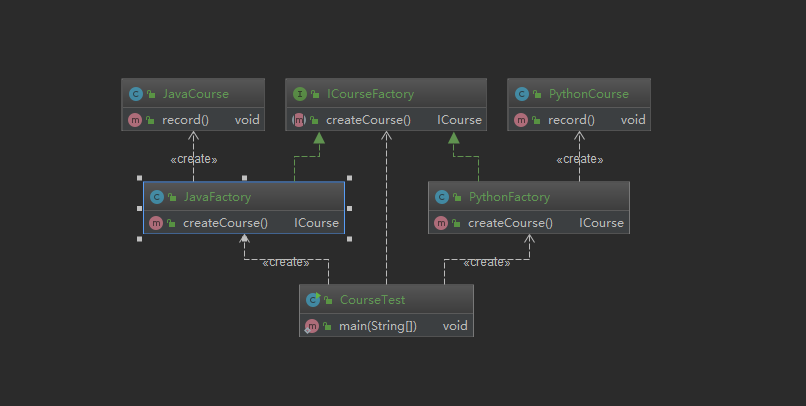 JavaCourse
record() void
ICourseFactory
createCourse() ICourse
PythonCourse
record() void
«create»
«create»
JavaFactory
createCourse() ICourse
PythonFactory
createCourse() ICourse
«create»
«create»
CourseTest
main(String[]) void